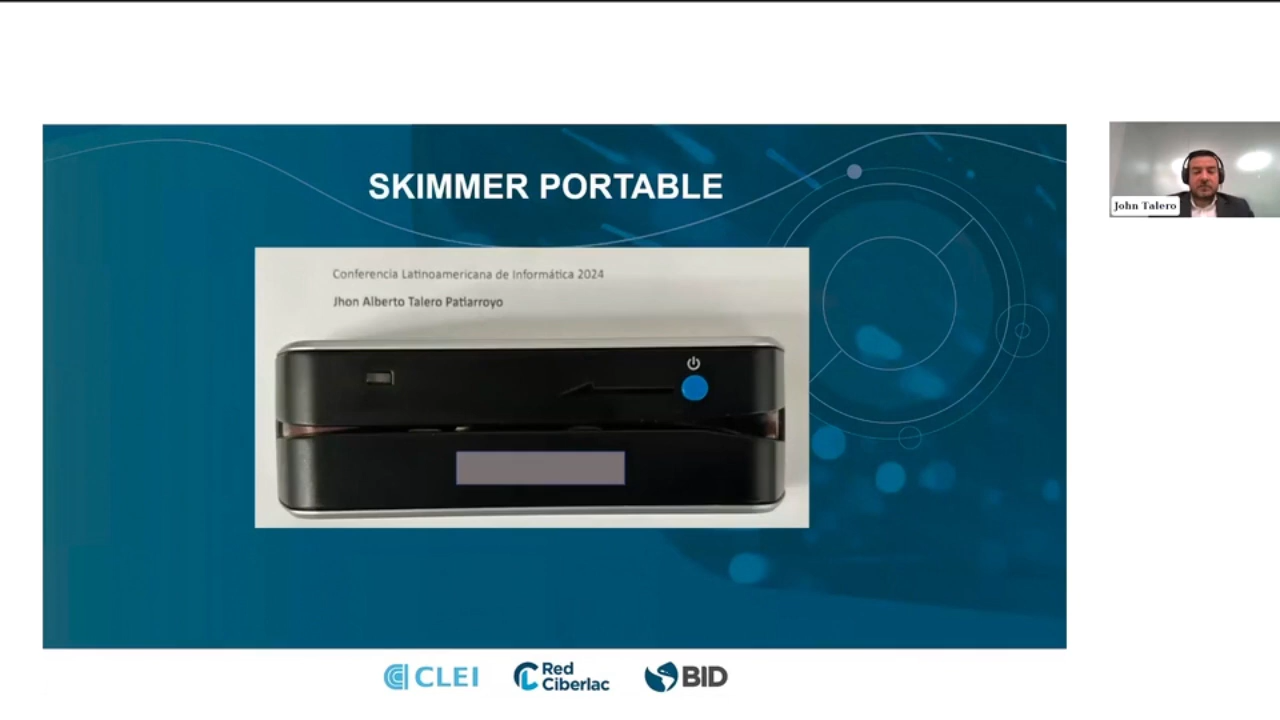 SKIMMER PORTABLE
Conferencia Latinoamericana de Informática 2024
Jhon Alberto Talero Patiarroyo
John Talero
CLEI
Red
Ciberlac
BID